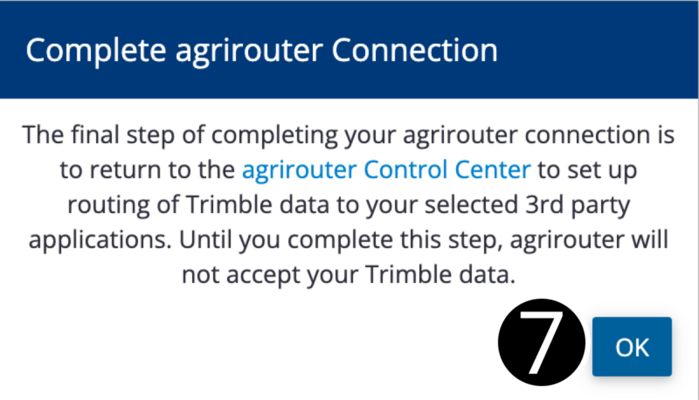 Complete agrirouter Connection
The final step of completing your agrirouter connection is
to return to the agrirouter Control Center to set up
routing of Trimble data to your selected 3rd party
applications. Until you complete this step, agrirouter will
not accept your Trimble data.
7 OK